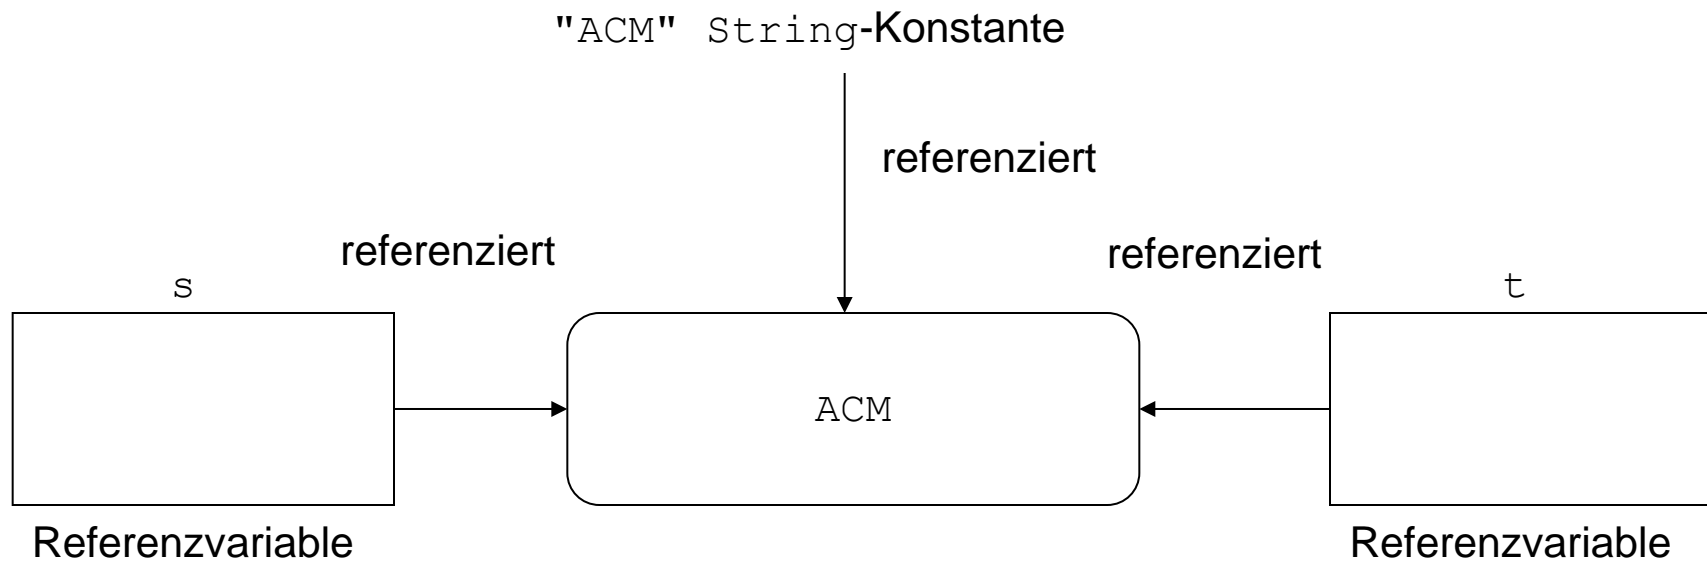 "ACM" String-Konstante
referenziert
referenziert
referenziert
s
t
ACM
Referenzvariable
Referenzvariable